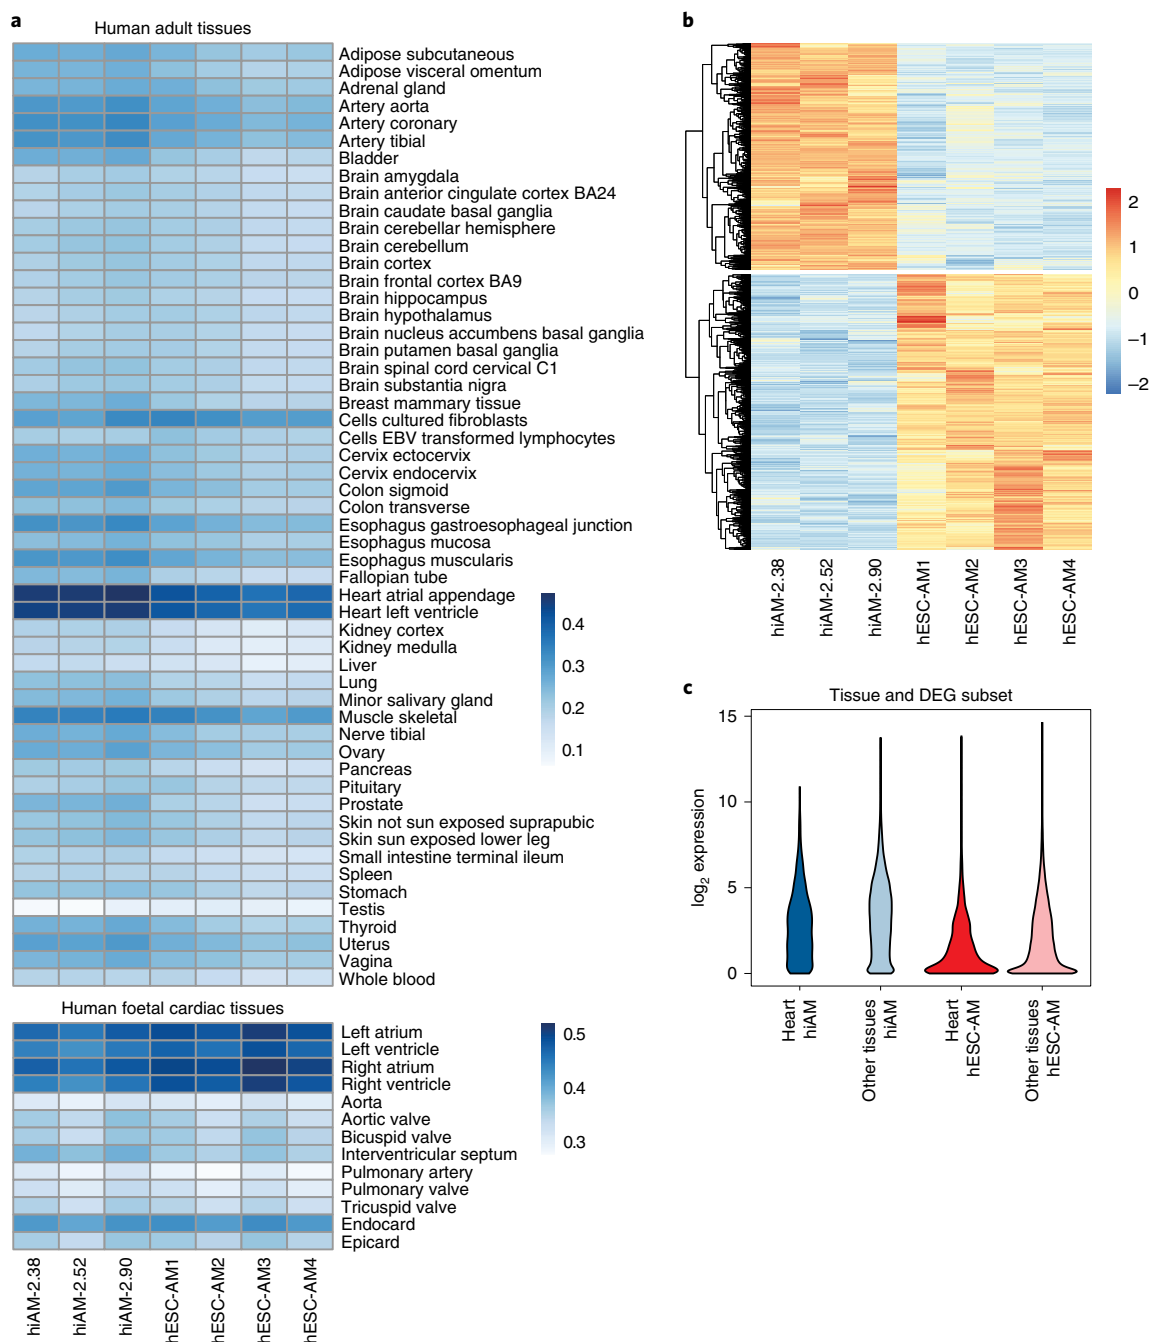 a
Human adult tissues
Adipose subcutaneous
Adipose visceral omentum
Adrenal gland
Artery aorta
Artery coronary
Artery tibial
Bladder
Brain amygdala
Brain anterior cingulate cortex BA24
Brain caudate basal ganglia
Brain cerebellar hemisphere
Brain cerebellum
Brain cortex
Brain frontal cortex BA9
Brain hippocampus
Brain hypothalamus
Brain nucleus accumbens basal ganglia
Brain putamen basal ganglia
Brain spinal cord cervical C1
Brain substantia nigra
Breast mammary tissue
Cells cultured fibroblasts
Cells EBV transformed lymphocytes
Cervix ectocervix
Cervix endocervix
Colon sigmoid
Colon transverse
Esophagus gastroesophageal junction
Esophagus mucosa
Esophagus muscularis
Fallopian tube
Heart atrial appendage
Heart left ventricle
Kidney cortex
Kidney medulla
Liver
Lung
Minor salivary gland
Muscle skeletal
Nerve tibial
Ovary
Pancreas
Pituitary
Prostate
Skin not sun exposed suprapubic
Skin sun exposed lower leg
Small intestine terminal ileum
Spleen
Stomach
Testis
Thyroid
Uterus
Vagina
Whole blood
0.4
0.3
0.2
0.1
Human foetal cardiac tissues
Left atrium
Left ventricle
Right atrium
Right ventricle
Aorta
Aortic valve
Bicuspid valve
Interventricular septum
Pulmonary artery
Pulmonary valve
Tricuspid valve
Endocard
Epicard
0.5
0.4
0.3
hiAM-2.38
hiAM-2.52
hiAM-2.90
hESC-AM1
hESC-AM2
hESC-AM3
hESC-AM4
b
2
1
0
−1
−2
hiAM-2.38
hiAM-2.52
hiAM-2.90
hESC-AM1
hESC-AM2
hESC-AM3
hESC-AM4
c
Tissue and DEG subset
log2 expression
15
10
5
0
Heart
hiAM
Other tissues
hiAM
Heart
hESC-AM
Other tissues
hESC-AM